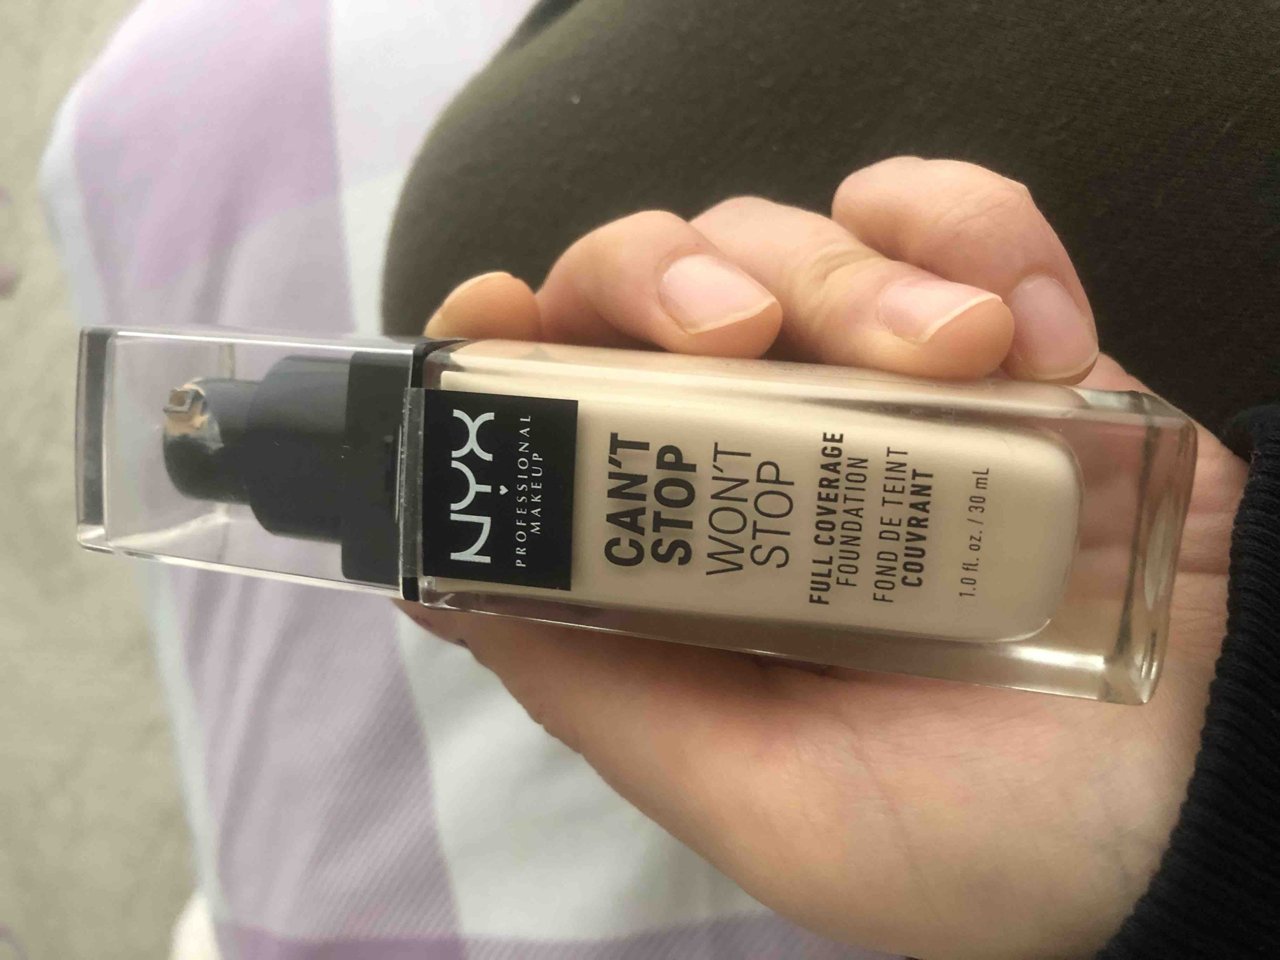 NYX
PROFESSIONAL
MAKEUP
CAN'T
STOP
WON'T
STOP
FULL COVERAGE
FOUNDATION
FOND DE TEINT
COUVRANT
1.0 fl. oz. / 30 mL